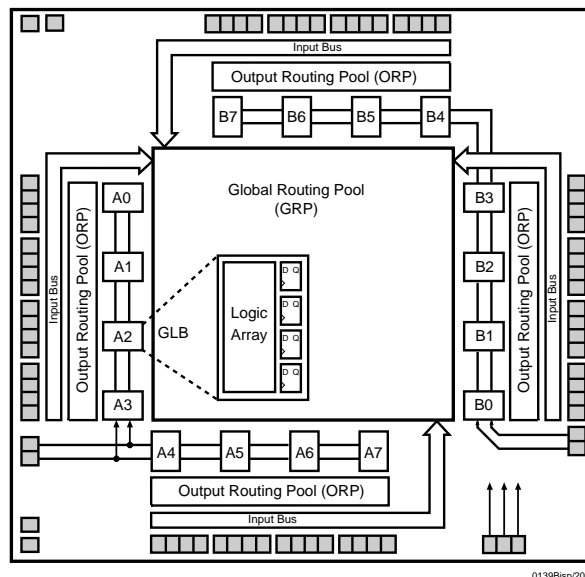 Input Bus
Output Routing Pool (ORP)
B7 B6 B5 B4
Global Routing Pool
(GRP)
Input Bus
Output Routing Pool (ORP)
A0
A1
A2
A3
GLB
Logic
Array
D Q
D Q
D Q
D Q
B3
B2
B1
B0
Output Routing Pool (ORP)
Input Bus
A4 A5 A6 A7
Output Routing Pool (ORP)
Input Bus
0139Bisp/20